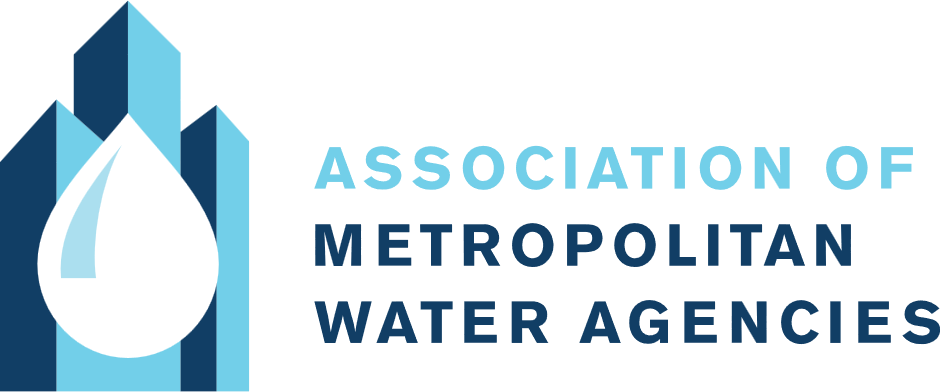 ASSOCIATION OF
METROPOLITAN
WATER AGENCIES